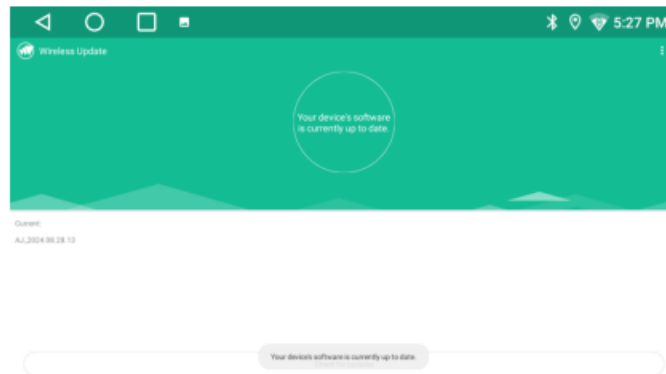 5:27 PM
Wireless Update
Your device's software
is currently up to date.
Current:
AJ_2024.08.28.13
Your device's software is currently up to date.